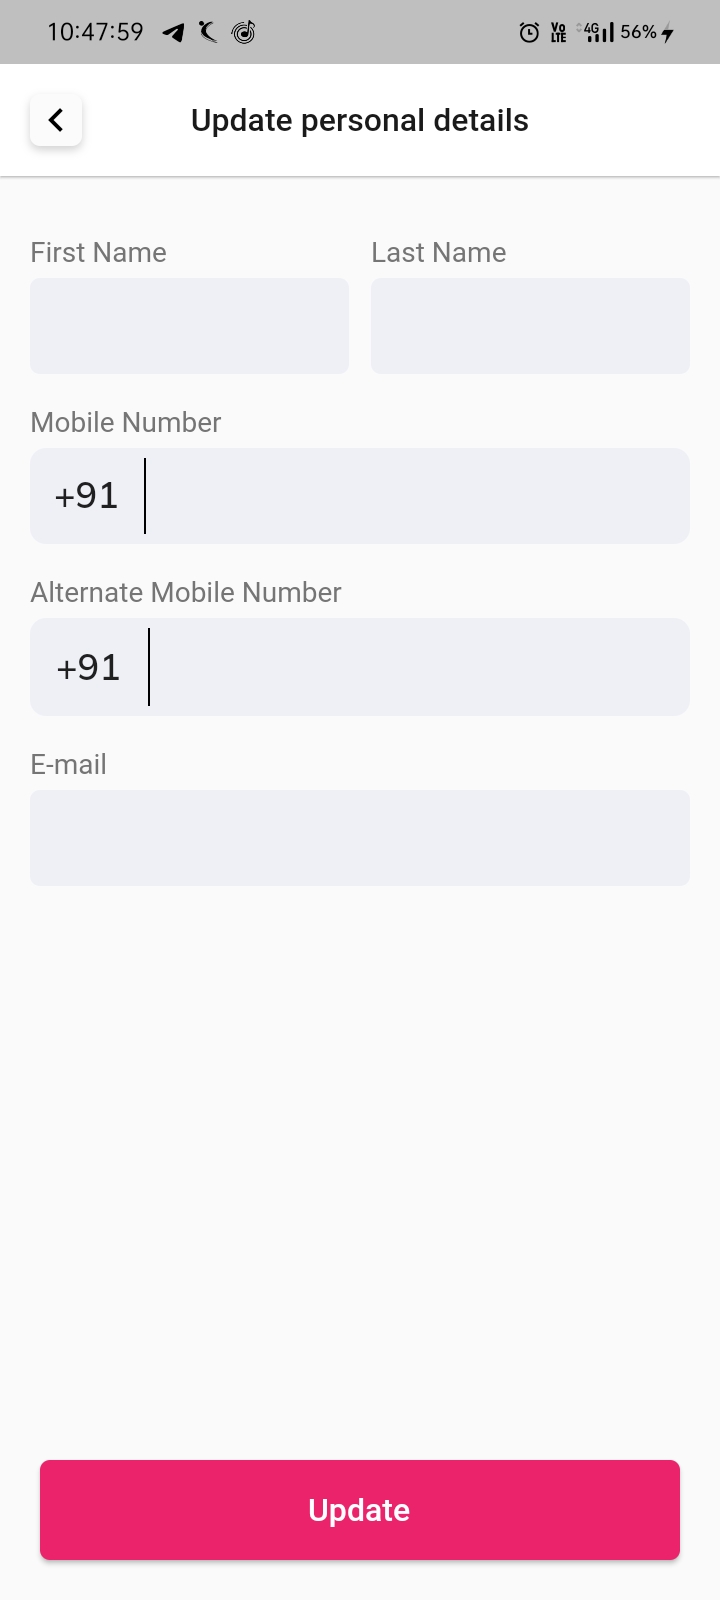 10:47:59 Vo LTE 4G 56%
Update personal details
First Name Last Name
Mobile Number
+91
Alternate Mobile Number
+91
E-mail
Update